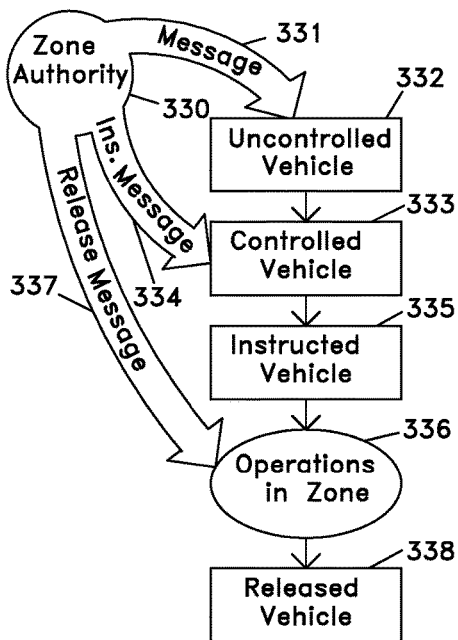 Zone
Authority
Message
331
330
332
Uncontrolled
Vehicle
333
Ins. Message
334
Controlled
Vehicle
335
Release Message
337
Instructed
Vehicle
336
Operations
in Zone
338
Released
Vehicle